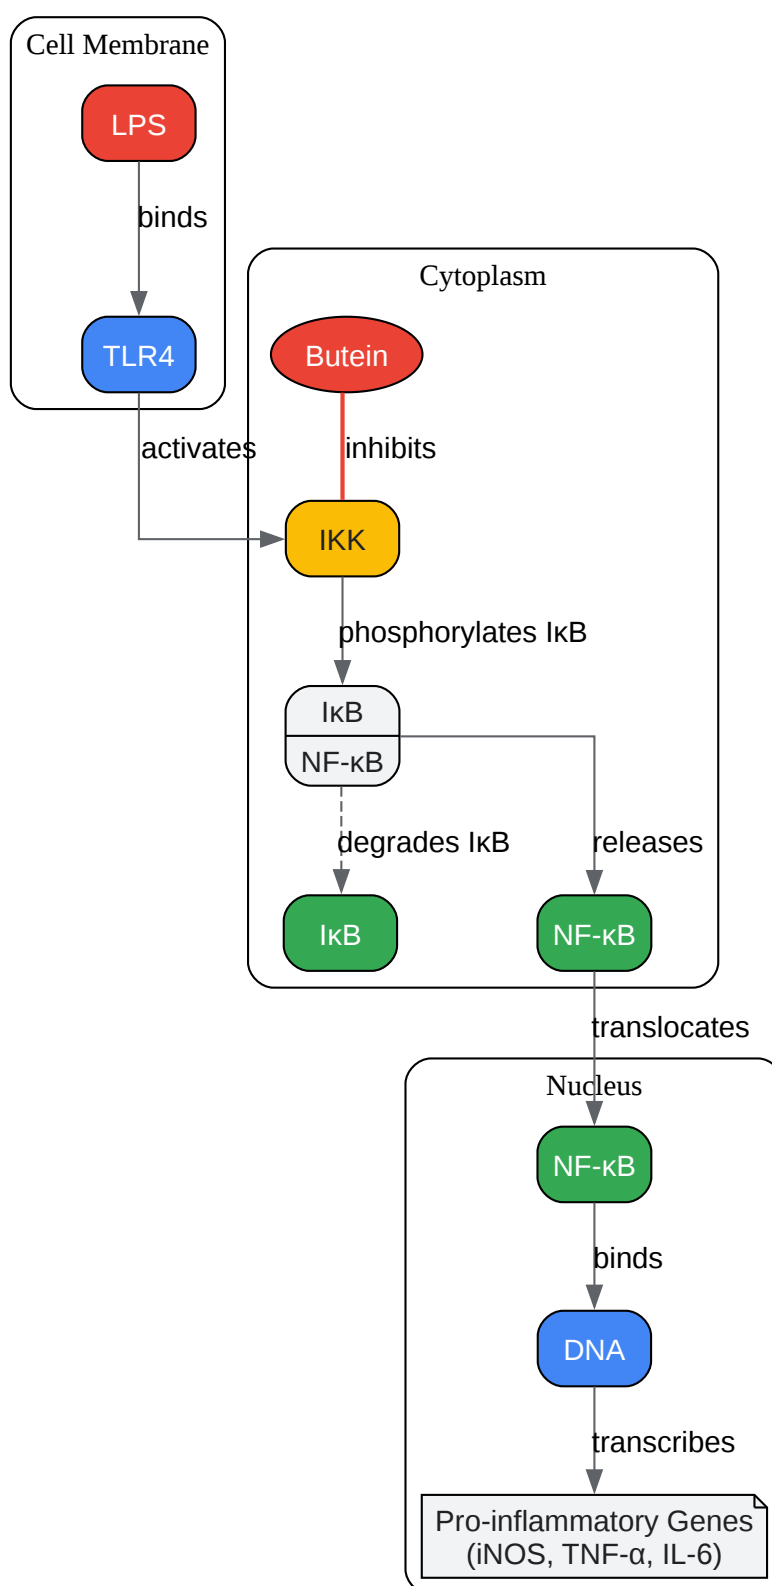 Cell Membrane
LPS
binds
TLR4
activates
Cytoplasm
Butein
inhibits
IKK
phosphorylates IκB
IκB
NF-κB
degrades IκB
releases
IκB
NF-κB
translocates
Nucleus
NF-κB
binds
DNA
transcribes
Pro-inflammatory Genes
(iNOS, TNF-α, IL-6)